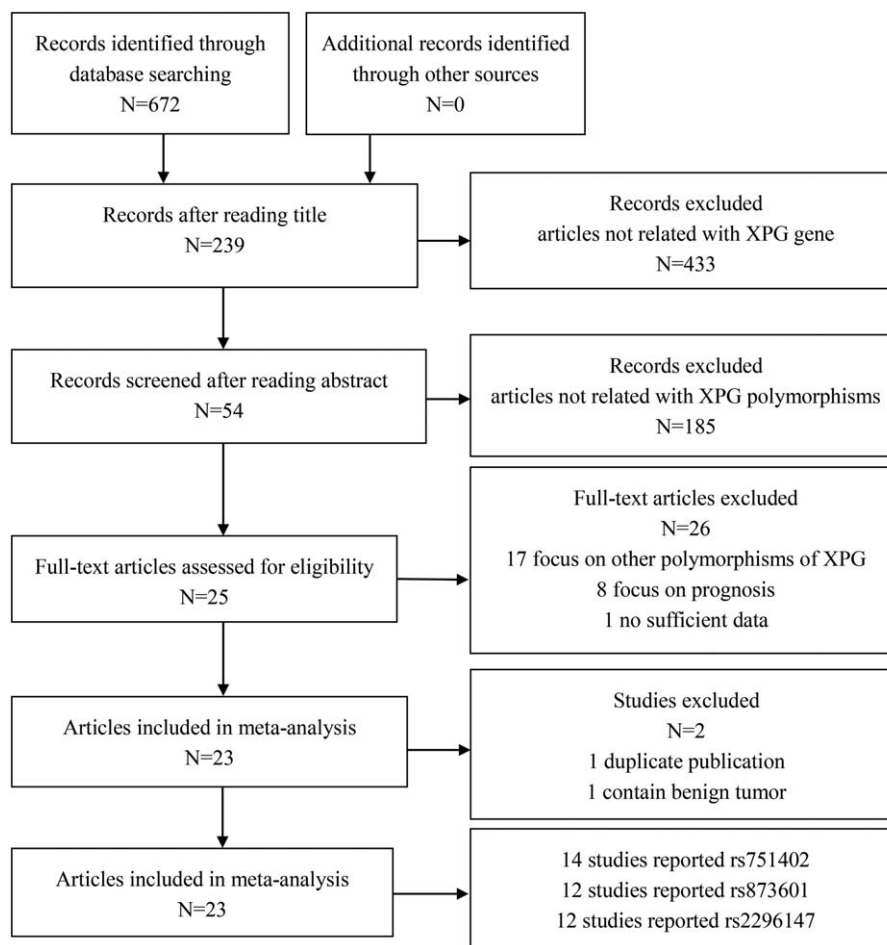 Records identified through
database searching
N=672
Additional records identified
through other sources
N=0
Records after reading title
N=239
Records excluded
articles not related with XPG gene
N=433
Records screened after reading abstract
N=54
Records excluded
articles not related with XPG polymorphisms
N=185
Full-text articles assessed for eligibility
N=25
Full-text articles excluded
N=26
17 focus on other polymorphisms of XPG
8 focus on prognosis
1 no sufficient data
Articles included in meta-analysis
N=23
Studies excluded
N=2
1 duplicate publication
1 contain benign tumor
Articles included in meta-analysis
N=23
14 studies reported rs751402
12 studies reported rs873601
12 studies reported rs2296147